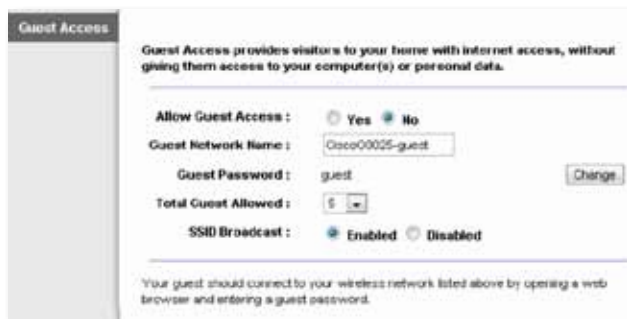 Guest Access
Guest Access provides visitors to your home with internet access, without
giving them access to your computer(s) or personal data.
Allow Guest Access : Yes No
Guest Network Name : Cisco00025-guest
Guest Password : guest Change
Total Guest Allowed : 5
SSID Broadcast : Enabled Disabled
Your guest should connect to your wireless network listed above by opening a web
browser and entering a guest password.